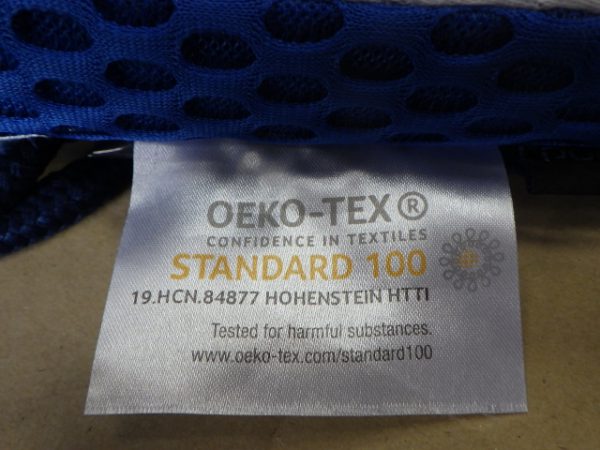 OEKO-TEX®
CONFIDENCE IN TEXTILES
STANDARD 100
19.HCN.84877 HOHENSTEIN HTTI
Tested for harmful substances.
www.oeko-tex.com/standard100